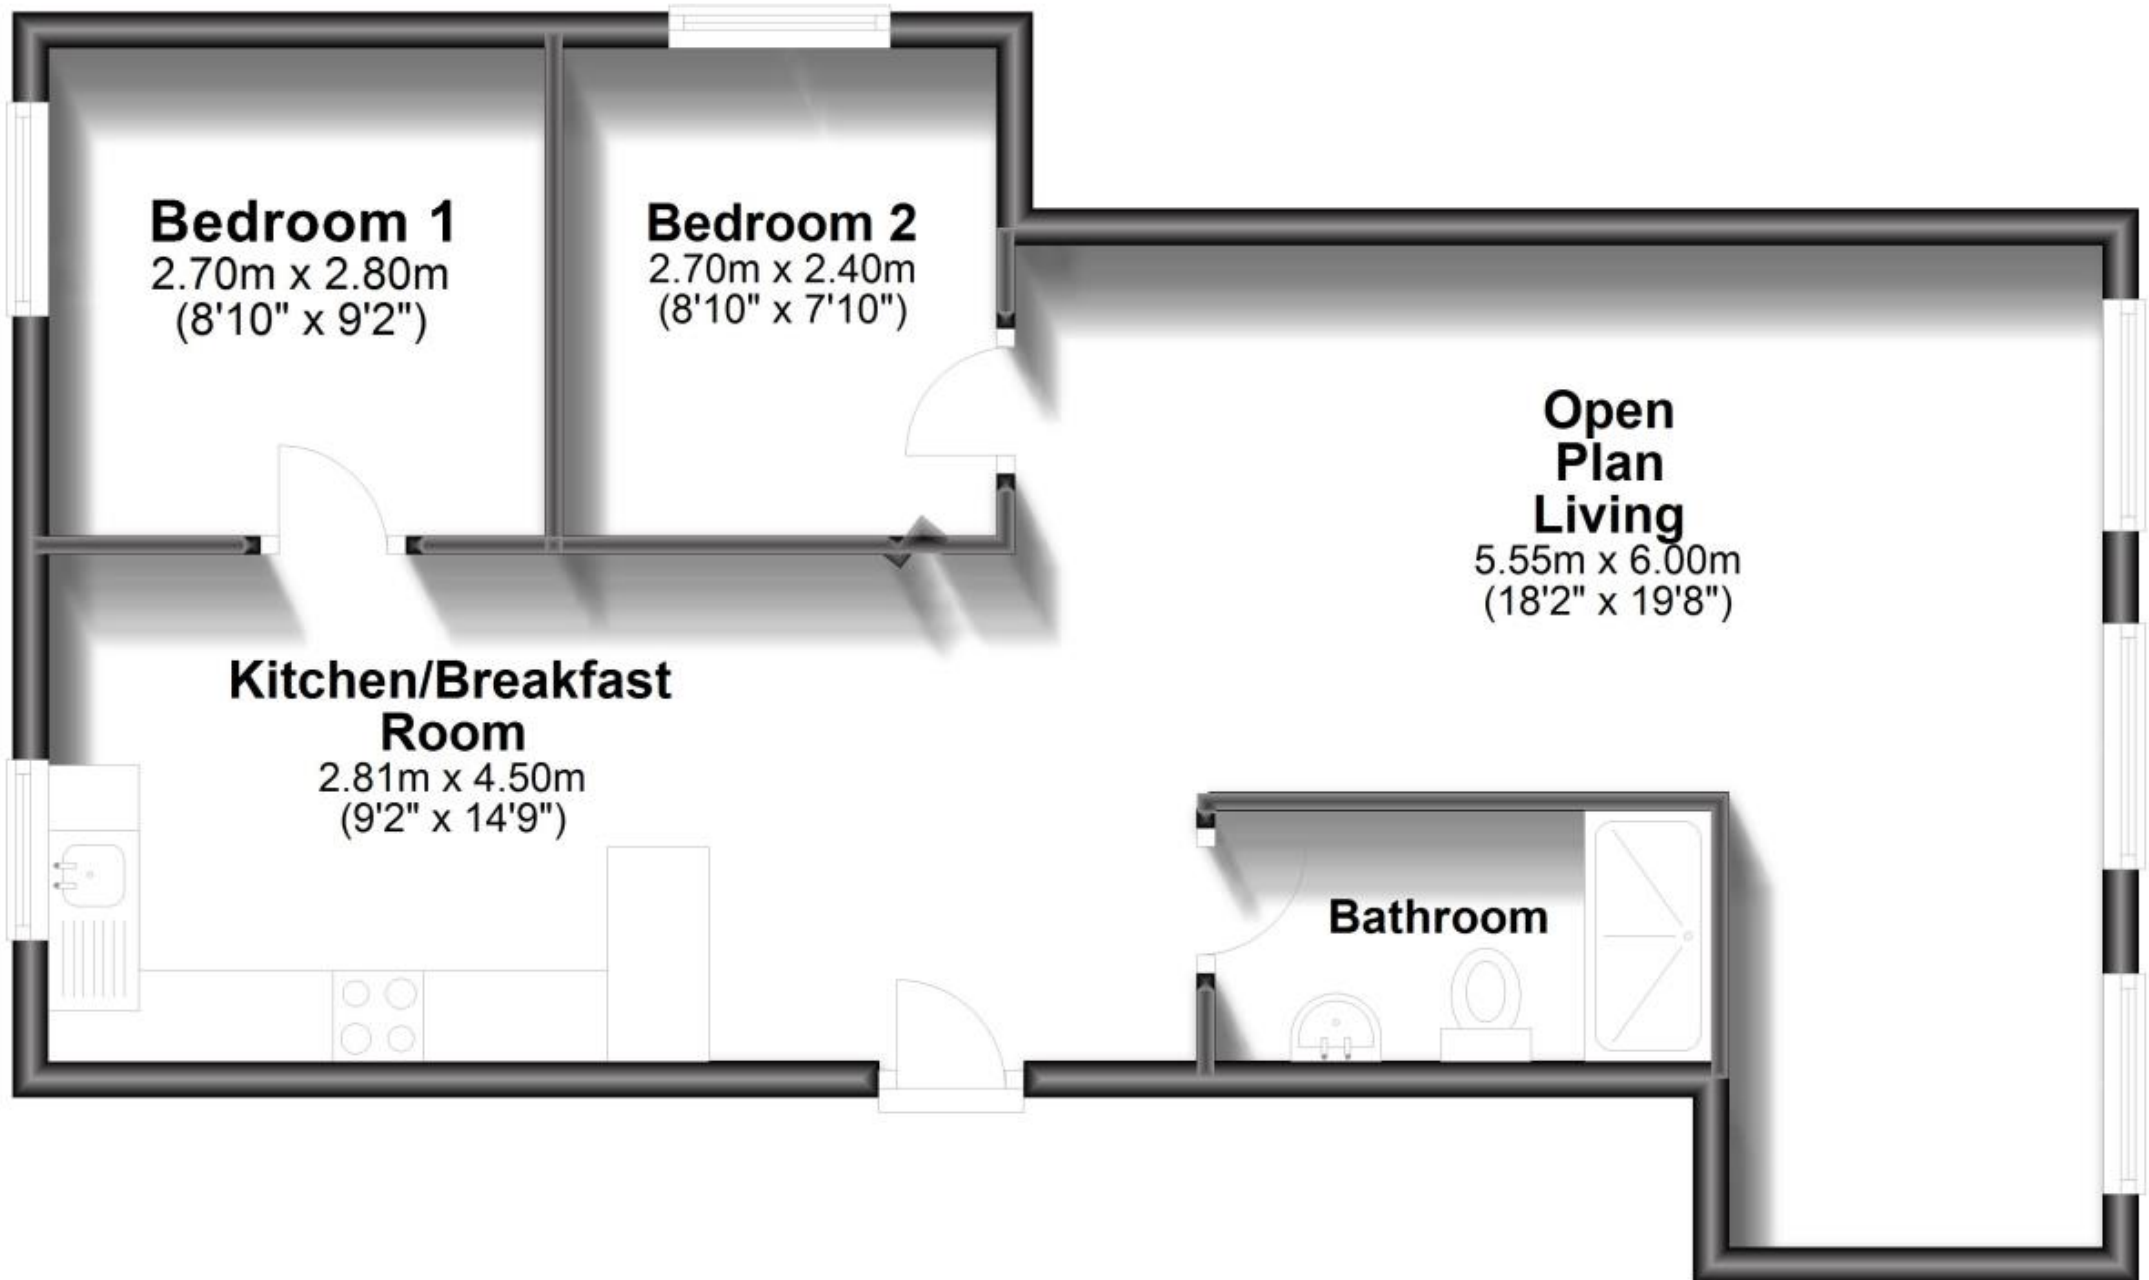 Bedroom 1
2.70m x 2.80m
(8'10" x 9'2")
Bedroom 2
2.70m x 2.40m
(8'10" x 7'10")
Open
Plan
Living
5.55m x 6.00m
(18'2" x 19'8")
Kitchen/Breakfast
Room
2.81m x 4.50m
(9'2" x 14'9")
Bathroom